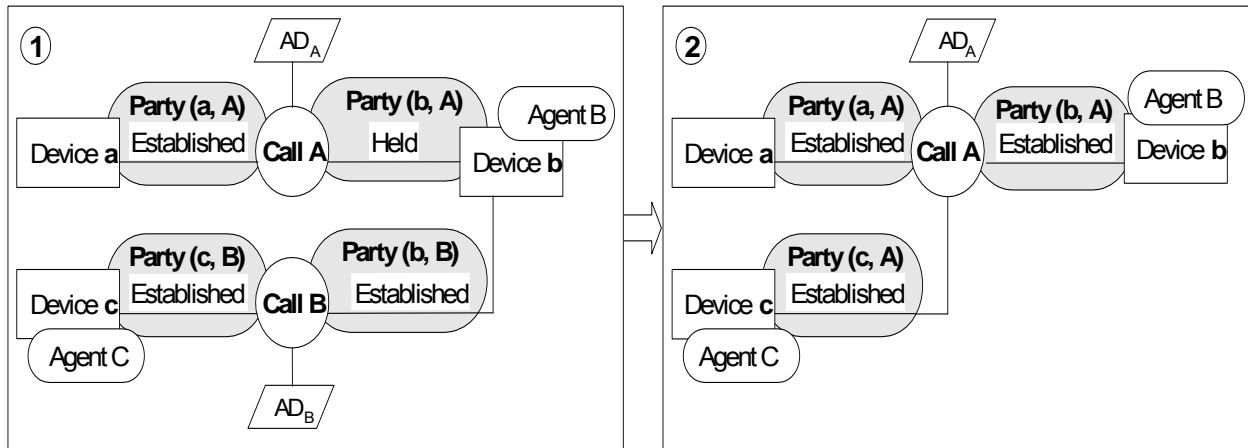 1
AD_A
Party (a, A)
Established
Device a
Call A
Party (b, A)
Held
Agent B
Device b
Party (c, B)
Established
Device c
Agent C
Call B
Party (b, B)
Established
AD_B
2
AD_A
Party (a, A)
Established
Device a
Call A
Party (b, A)
Established
Agent B
Device b
Party (c, A)
Established
Device c
Agent C